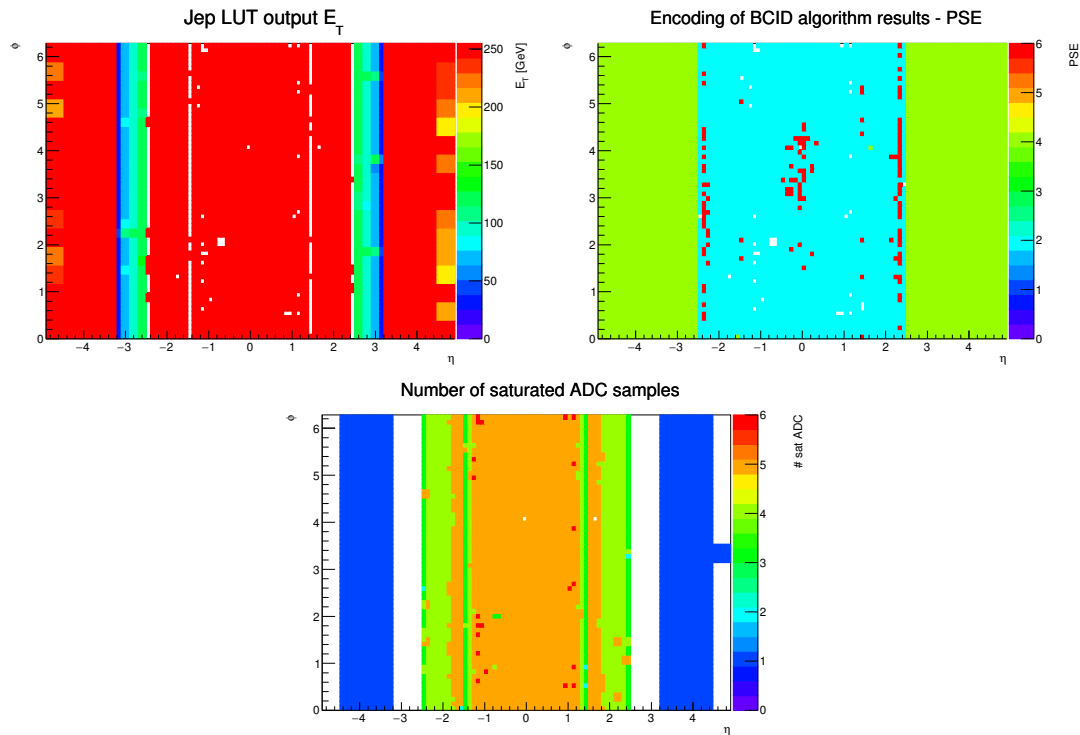 Jep LUT output E_T
ϕ
6
5
4
3
2
1
0
−4 −3 −2 −1 0 1 2 3 4
η
250
200
150
100
50
0
E_T [GeV]
Encoding of BCID algorithm results - PSE
ϕ
6
5
4
3
2
1
0
−4 −3 −2 −1 0 1 2 3 4
η
6
5
4
3
2
1
0
PSE
Number of saturated ADC samples
ϕ
6
5
4
3
2
1
0
−4 −3 −2 −1 0 1 2 3 4
η
6
5
4
3
2
1
0
# sat ADC